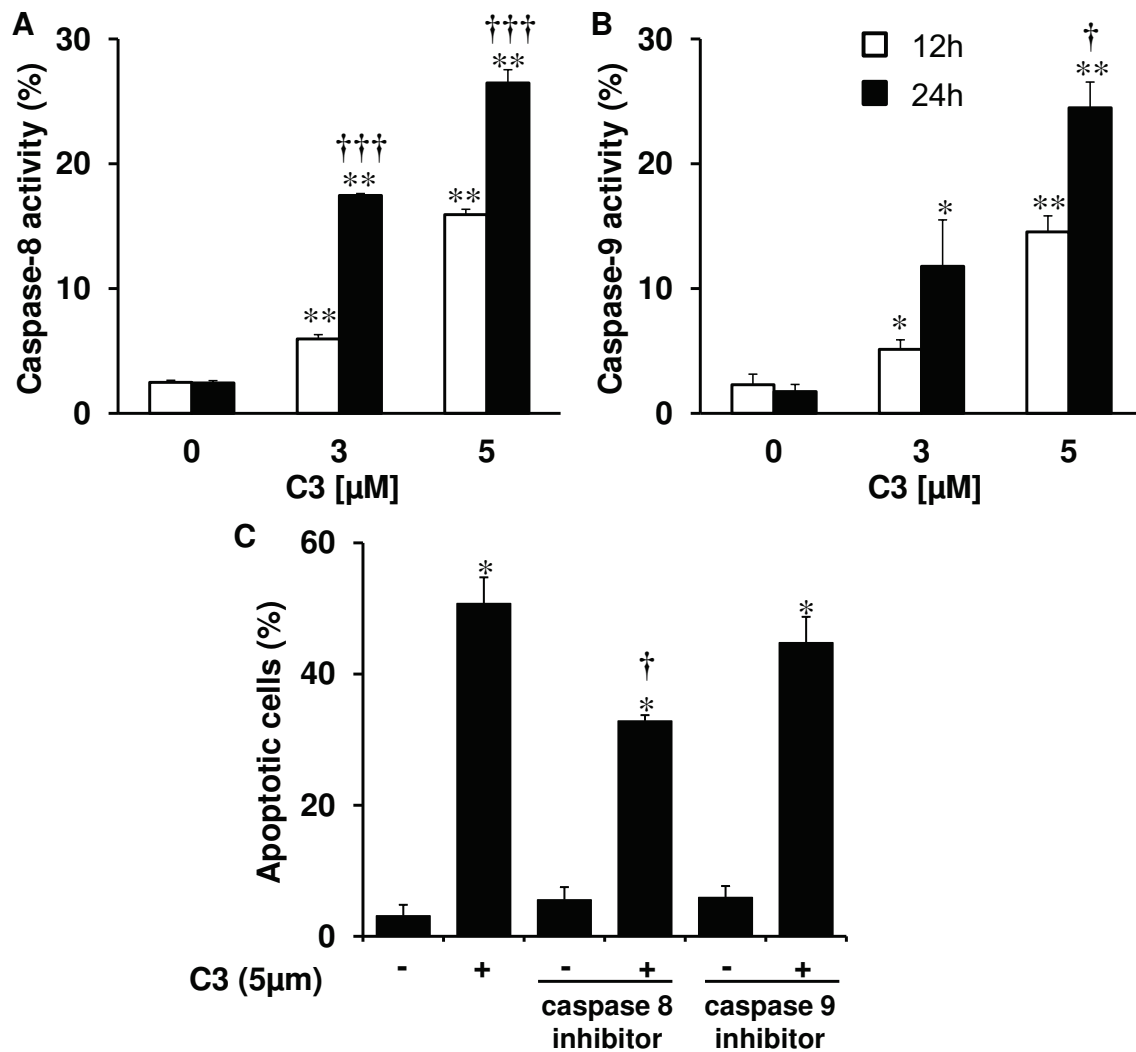 A
Caspase-8 activity (%)
30
20
10
0
†††
**
†††
**
**
**
0 3 5
C3 [µM]
B
Caspase-9 activity (%)
30
20
10
0
12h
24h
†
**
**
*
*
0 3 5
C3 [µM]
C
Apoptotic cells (%)
60
40
20
0
*
†
*
*
C3 (5µm) - + - + - +
caspase 8
inhibitor
caspase 9
inhibitor